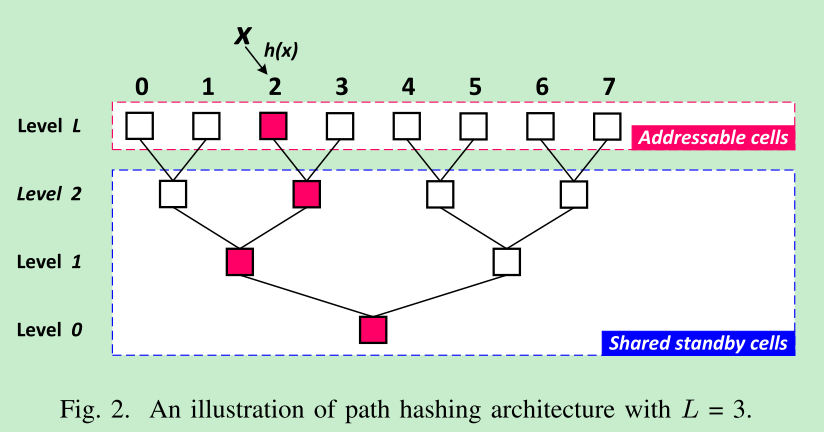 x
h(x)
0 1 2 3 4 5 6 7
Level L
Addressable cells
Level 2
Level 1
Level 0
Shared standby cells
Fig. 2. An illustration of path hashing architecture with L = 3.